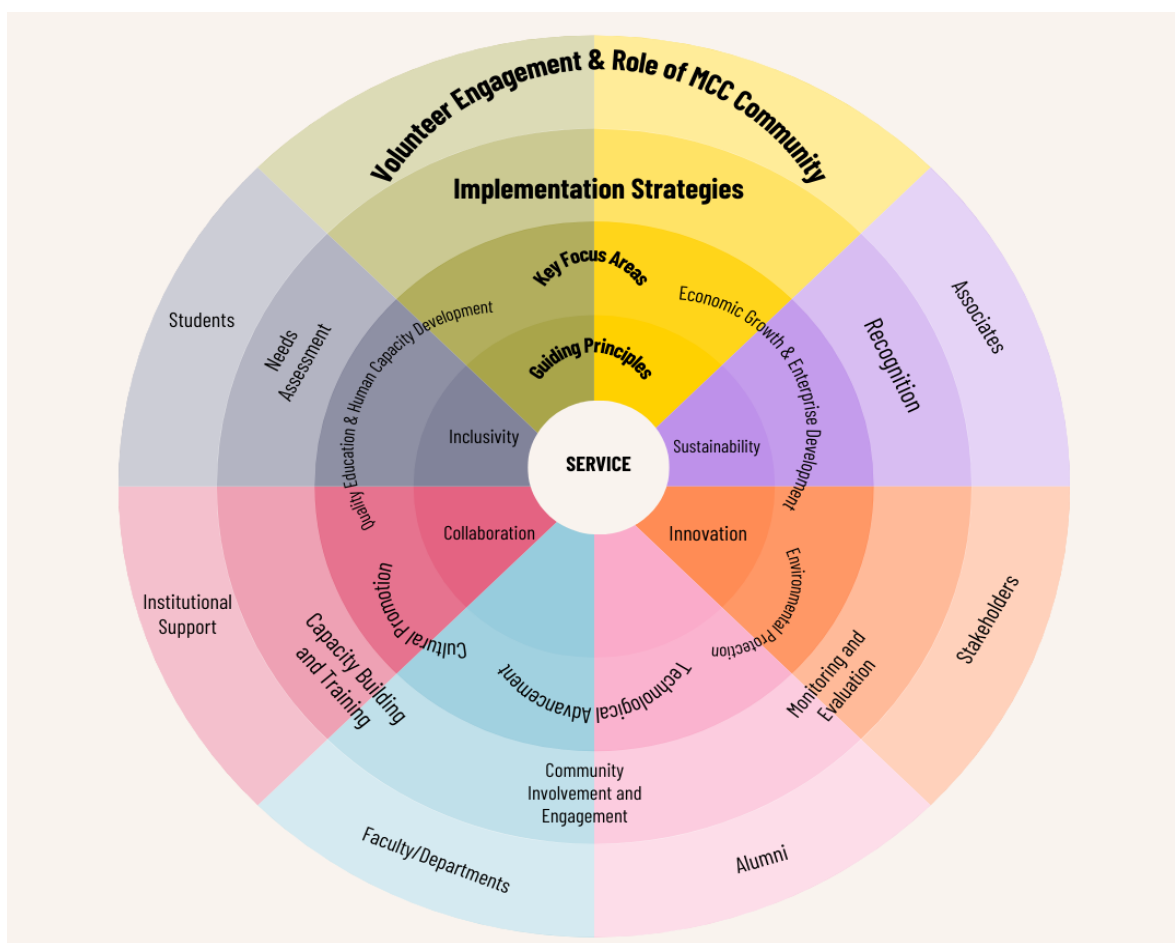 Volunteer Engagement & Role of MCC Community
Implementation Strategies
Key Focus Areas
Guiding Principles
SERVICE
Students
Needs
Assessment
Quality Education & Human Capacity Development
Inclusivity
Economic Growth & Enterprise Development
Sustainability
Recognition
Associates
Collaboration
Innovation
Institutional
Support
Cultural Promotion
Capacity Building
and Training
Technological Advancement
Environmental Protection
Monitoring and
Evaluation
Stakeholders
Community
Involvement and
Engagement
Faculty/Departments
Alumni